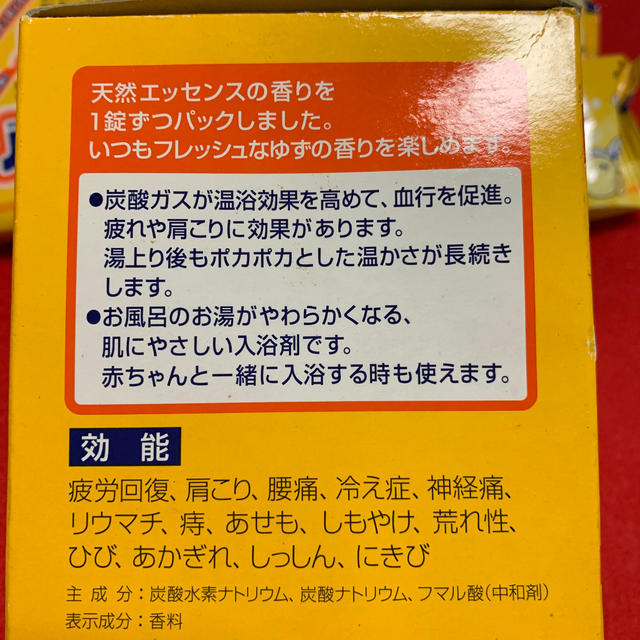 天然エッセンスの香りを
1錠ずつパックしました。
いつもフレッシュなゆずの香りを楽しめます。
●炭酸ガスが温浴効果を高めて、血行を促進。
疲れや肩こりに効果があります。
湯上り後もポカポカとした温かさが長続き
します。
●お風呂のお湯がやわらかくなる、
肌にやさしい入浴剤です。
赤ちゃんと一緒に入浴する時も使えます。
効能
疲労回復、肩こり、腰痛、冷え症、神経痛、
リウマチ、痔、あせも、しもやけ、荒れ性、
ひび、あかぎれ、しっしん、にきび
主成分:炭酸水素ナトリウム、炭酸ナトリウム、フマル酸(中和剤)
表示成分:香料